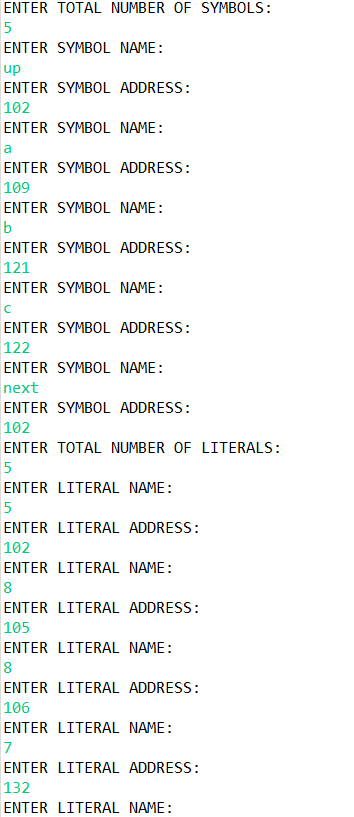 ENTER TOTAL NUMBER OF SYMBOLS:
5
ENTER SYMBOL NAME:
up
ENTER SYMBOL ADDRESS:
102
ENTER SYMBOL NAME:
a
ENTER SYMBOL ADDRESS:
109
ENTER SYMBOL NAME:
b
ENTER SYMBOL ADDRESS:
121
ENTER SYMBOL NAME:
c
ENTER SYMBOL ADDRESS:
122
ENTER SYMBOL NAME:
next
ENTER SYMBOL ADDRESS:
102
ENTER TOTAL NUMBER OF LITERALS:
5
ENTER LITERAL NAME:
5
ENTER LITERAL ADDRESS:
102
ENTER LITERAL NAME:
8
ENTER LITERAL ADDRESS:
105
ENTER LITERAL NAME:
8
ENTER LITERAL ADDRESS:
106
ENTER LITERAL NAME:
7
ENTER LITERAL ADDRESS:
132
ENTER LITERAL NAME: